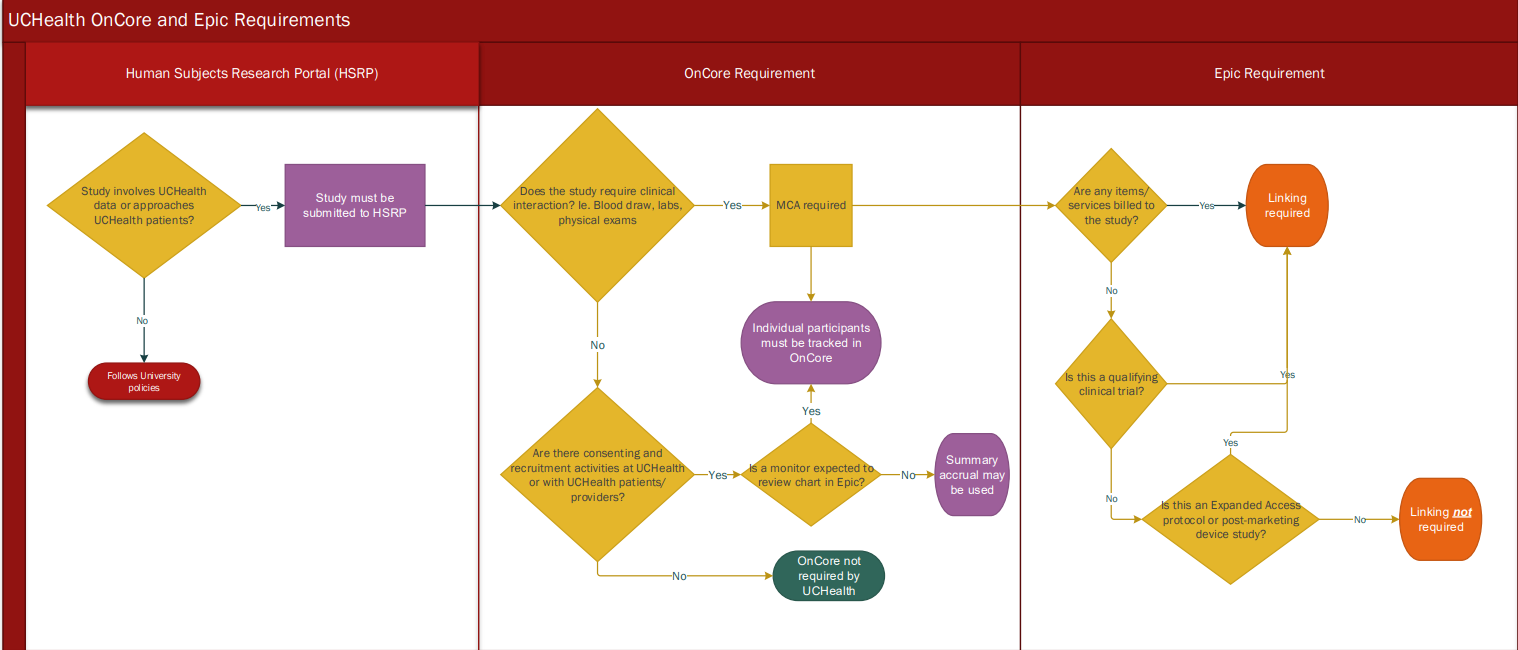 UCHealth OnCore and Epic Requirements
Human Subjects Research Portal (HSRP)
OnCore Requirement
Epic Requirement
Study involves UCHealth
data or approaches
UCHealth patients?
Yes
Study must be
submitted to HSRP
No
Follows University
policies
Does the study require clinical
interaction? Ie. Blood draw, labs,
physical exams
Yes
MCA required
No
Individual participants
must be tracked in
OnCore
Yes
Are there consenting and
recruitment activities at UCHealth
or with UCHealth patients/
providers?
Yes
Is a monitor expected to
review chart in Epic?
No
Summary
accrual may
be used
No
OnCore not
required by
UCHealth
Are any items/
services billed to
the study?
Yes
Linking
required
No
Is this a qualifying
clinical trial?
Yes
No
Yes
Is this an Expanded Access
protocol or post-marketing
device study?
No
Linking not
required